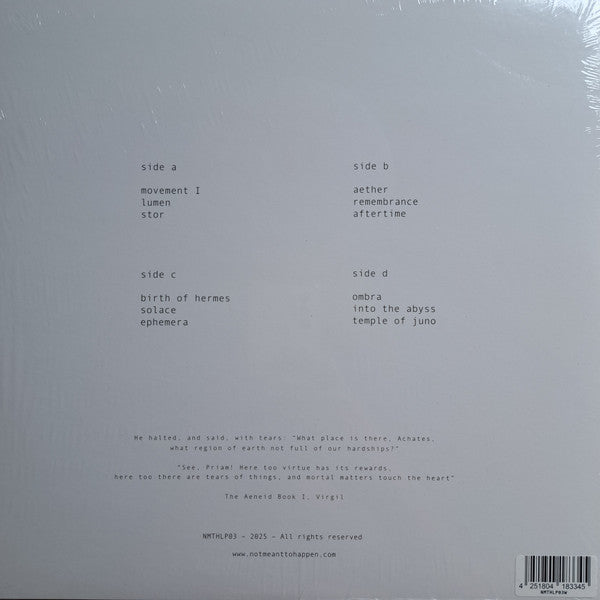 side a
movement I
lumen
stor
side b
aether
remembrance
aftertime
side c
birth of hermes
solace
ephemera
side d
ombra
into the abyss
temple of juno
He halted, and said, with tears: "What place is there, Achates,
what region of earth not full of our hardships?"
"See, Priam! Here too virtue has its rewards,
here too there are tears of things, and mortal matters touch the heart"
The Aeneid Book I, Virgil
NMTHLP03 - 2025 - All rights reserved
www.notmeanttohappen.com
4 251804 183345
NMTHLP03W